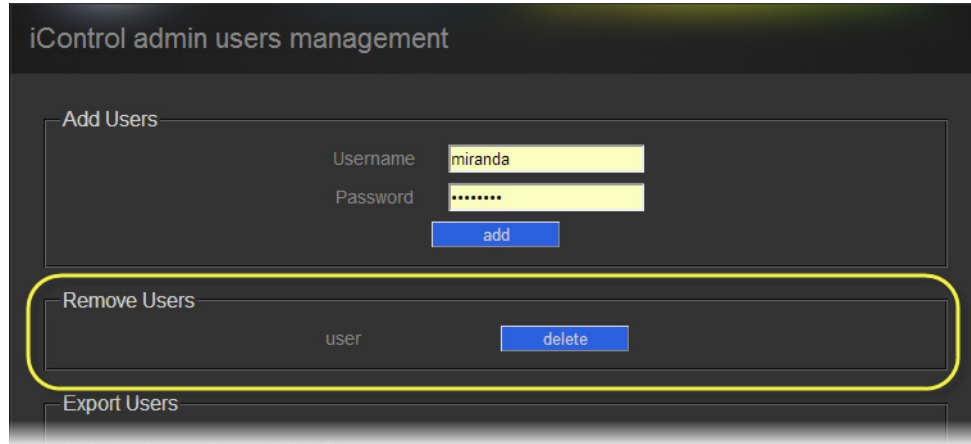 iControl admin users management
Add Users
Username miranda
Password ••••••••
add
Remove Users
user delete
Export Users